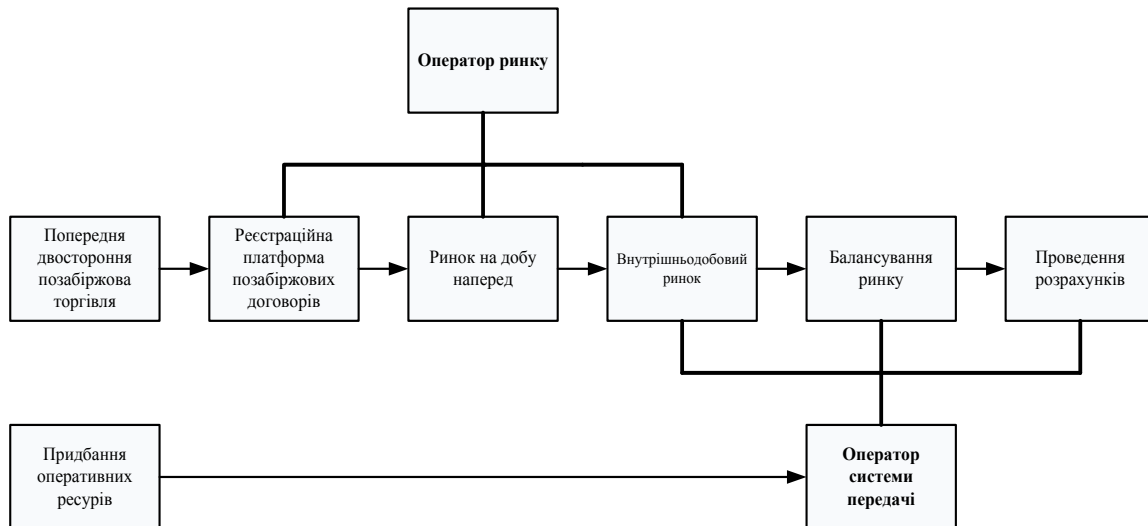 Оператор ринку
Попередня
двостороння
позабіржова
торгівля
Реєстраційна
платформа
позабіржових
договорів
Ринок на добу
наперед
Внутрішньодобовий
ринок
Балансування
ринку
Проведення
розрахунків
Придбання
оперативних
ресурів
Оператор
системи
передачі